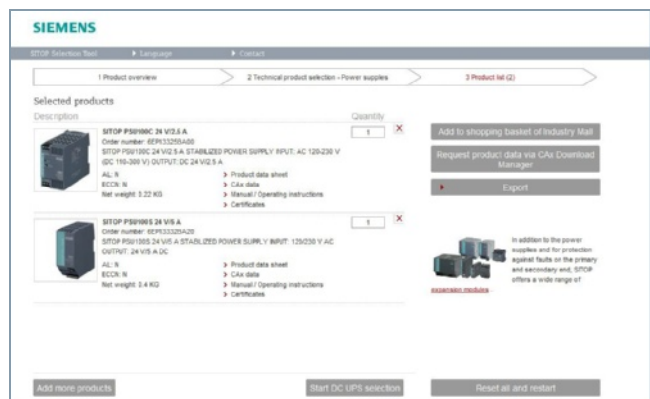 SIEMENS
SITOP Selection Tool
Language
Contact
1 Product overview
2 Technical product selection - Power supplies
3 Product list (2)
Selected products
Description
Quantity
SITOP PSU100C 24 V/2.5 A
1
X
Order number: 6EP13325BA00
SITOP PSU100C 24 V/2.5 A STABILIZED POWER SUPPLY INPUT: AC 120-230 V
(DC 110-300 V) OUTPUT: DC 24 V/2.5 A
AL: N
Product data sheet
ECCN: N
CAx data
Net weight: 0.22 KG
Manual / Operating instructions
Certificates
SITOP PSU100S 24 V/5 A
1
X
Order number: 6EP13332BA20
SITOP PSU100S 24 V/5 A STABILIZED POWER SUPPLY INPUT: 120/230 V AC
OUTPUT: 24 V/5 A DC
AL: N
Product data sheet
ECCN: N
CAx data
Net weight: 0.4 KG
Manual / Operating instructions
Certificates
Add to shopping basket of Industry Mall
Request product data via CAx Download
Manager
Export
In addition to the power
supplies and for protection
against faults on the primary
and secondary end, SITOP
offers a wide range of
expansion modules.
Add more products
Start DC UPS selection
Reset all and restart